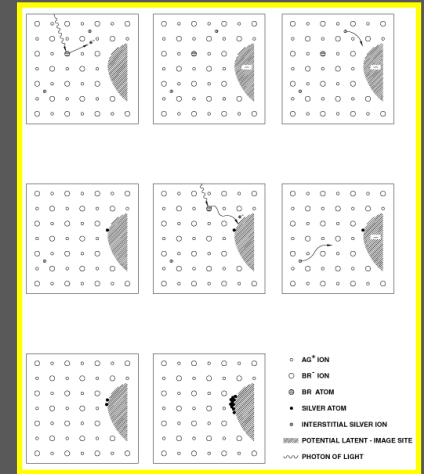 AG+ ION
BR- ION
BR ATOM
SILVER ATOM
INTERSTITIAL SILVER ION
POTENTIAL LATENT - IMAGE SITE
PHOTON OF LIGHT